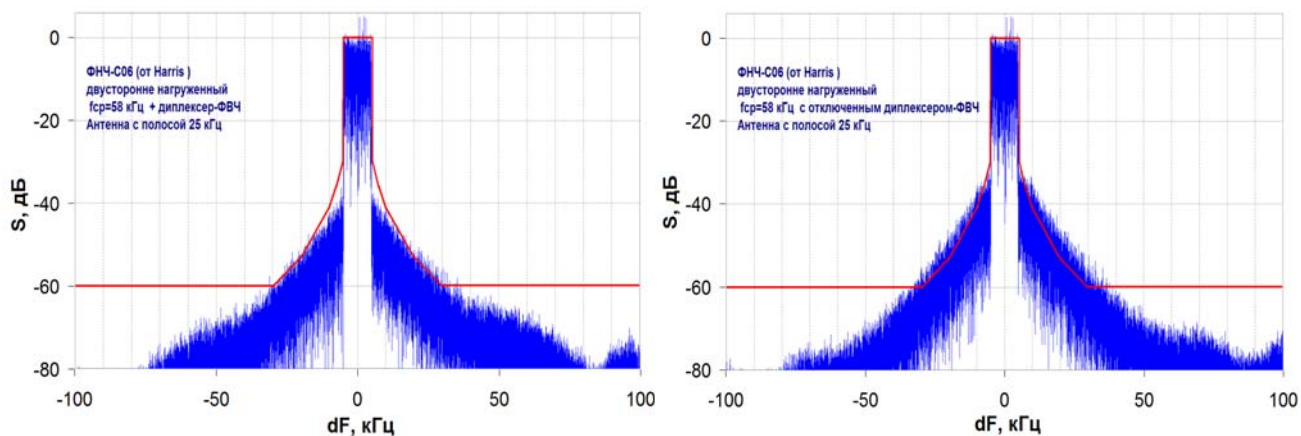 0
-20
-40
-60
-80
S, дБ
ФНЧ-С06 (от Harris )
двусторонне нагруженный
fcp=58 кГц + диплексер-ФВЧ
Антенна с полосой 25 кГц
-100
-50
0
50
100
dF, кГц
0
-20
-40
-60
-80
S, дБ
ФНЧ-С06 (от Harris )
двусторонне нагруженный
fcp=58 кГц с отключенным диплексером-ФВЧ
Антенна с полосой 25 кГц
-100
-50
0
50
100
dF, кГц